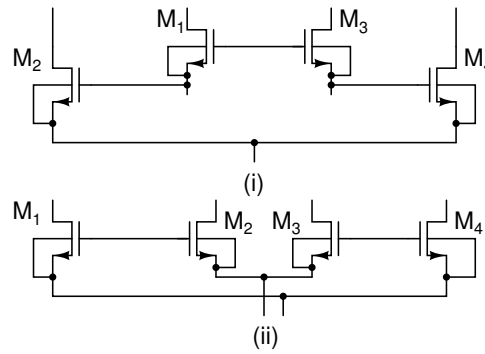 M₁ M₃
M₂
(i)
M₁ M₂ M₃ M₄
(ii)